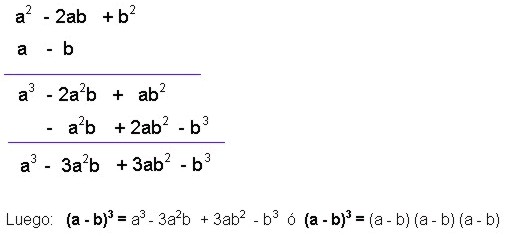 a² - 2ab + b²
a - b
a³ - 2a²b + ab²
- a²b + 2ab² - b³
a³ - 3a²b + 3ab² - b³
Luego: (a - b)³ = a³ - 3a²b + 3ab² - b³ ó (a - b)³ = (a - b) (a - b) (a - b)